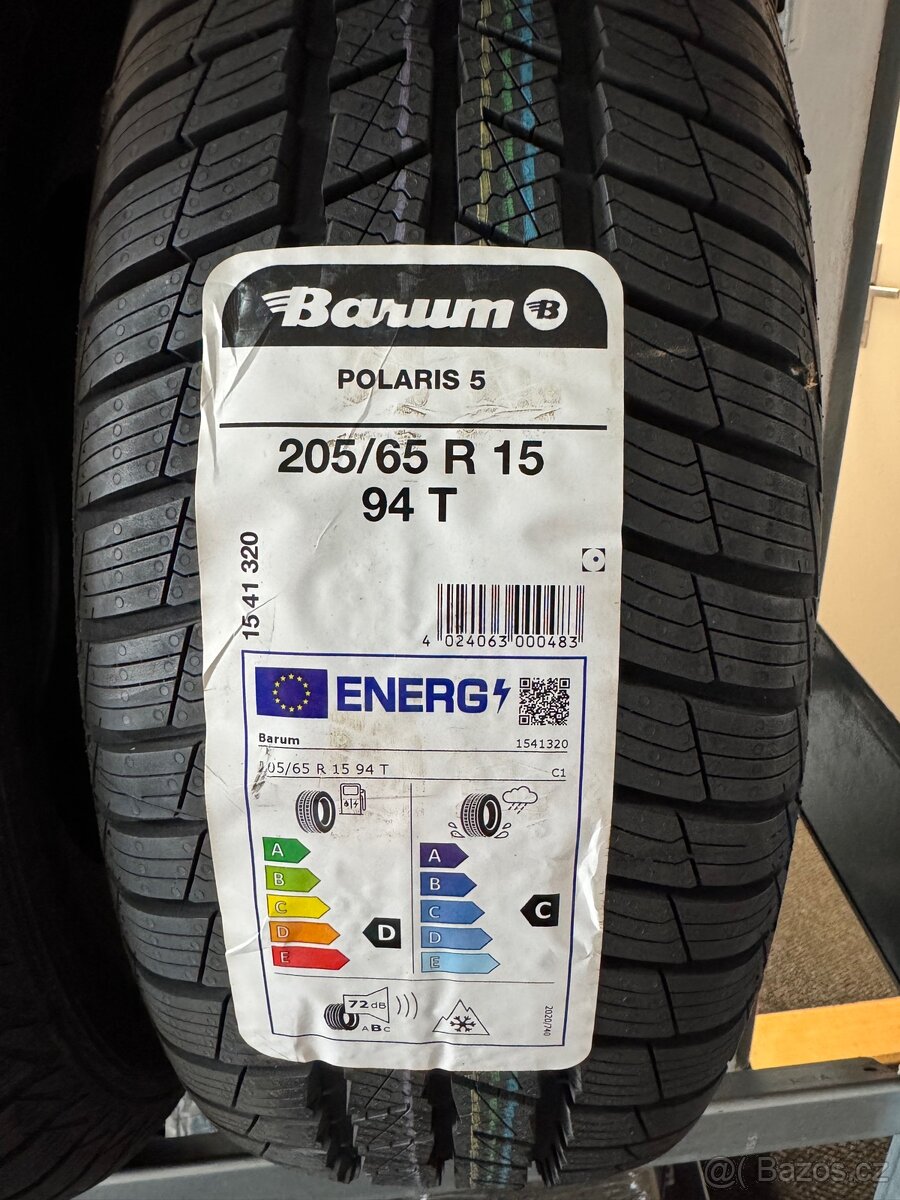 Barum B
POLARIS 5
205/65 R 15
94 T
15 41 320
4 024063 000483
ENERG
Barum 1541320
205/65 R 15 94 T C1
A A
B B
C C C
D D D
E E
72 dB
ABC
2020/740
@( Bazoš.cz